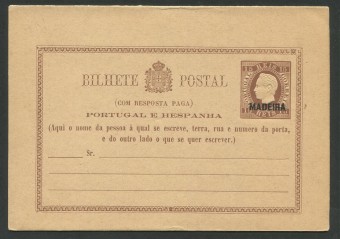 BILHETE POSTAL
(COM RESPOSTA PAGA)
PORTUGAL E HESPANHA
(Aqui o nome da pessoa à qual se escreve, terra, rua e numero da porta,
e do outro lado o que se quer escrever.)
Sr.
MADEIRA